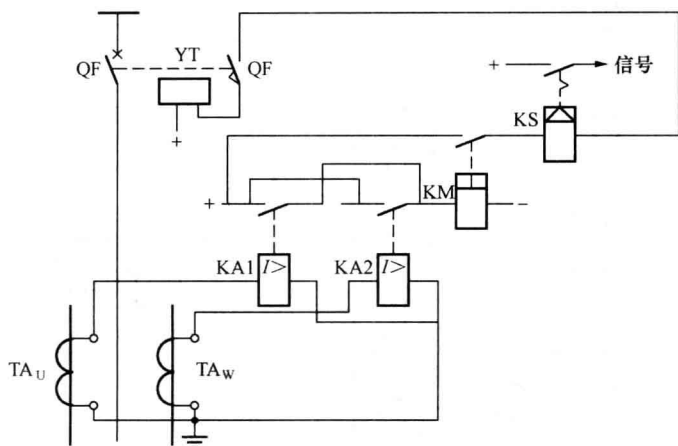 YT
QF
QF
+
+
信号
KS
+
KM
−
KA1
I>
KA2
I>
TA_U
TA_W